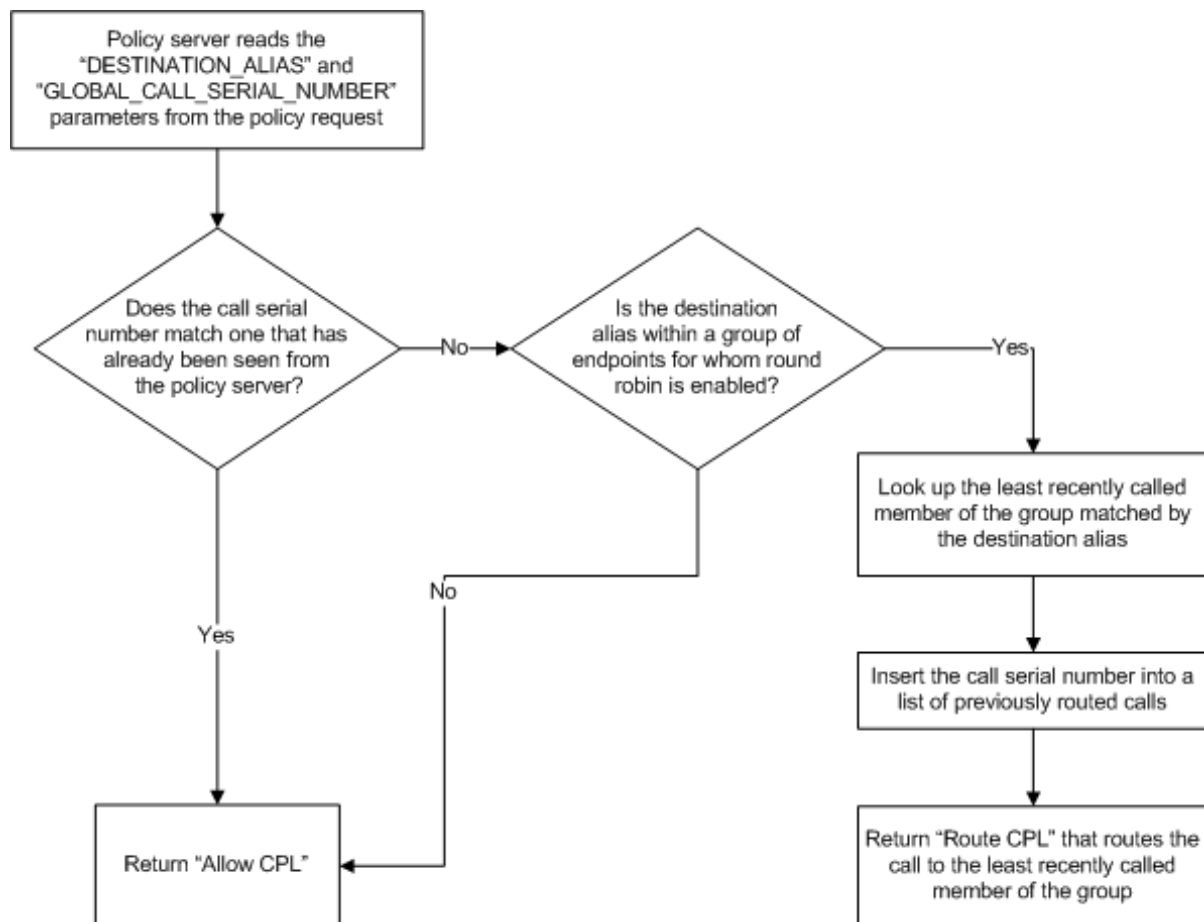 Policy server reads the
“DESTINATION_ALIAS” and
“GLOBAL_CALL_SERIAL_NUMBER”
parameters from the policy request
Does the call serial
number match one that has
already been seen from
the policy server?
No
Is the destination
alias within a group of
endpoints for whom round
robin is enabled?
Yes
Look up the least recently called
member of the group matched by
the destination alias
No
Yes
Insert the call serial number into a
list of previously routed calls
Return “Allow CPL”
Return “Route CPL” that routes the
call to the least recently called
member of the group